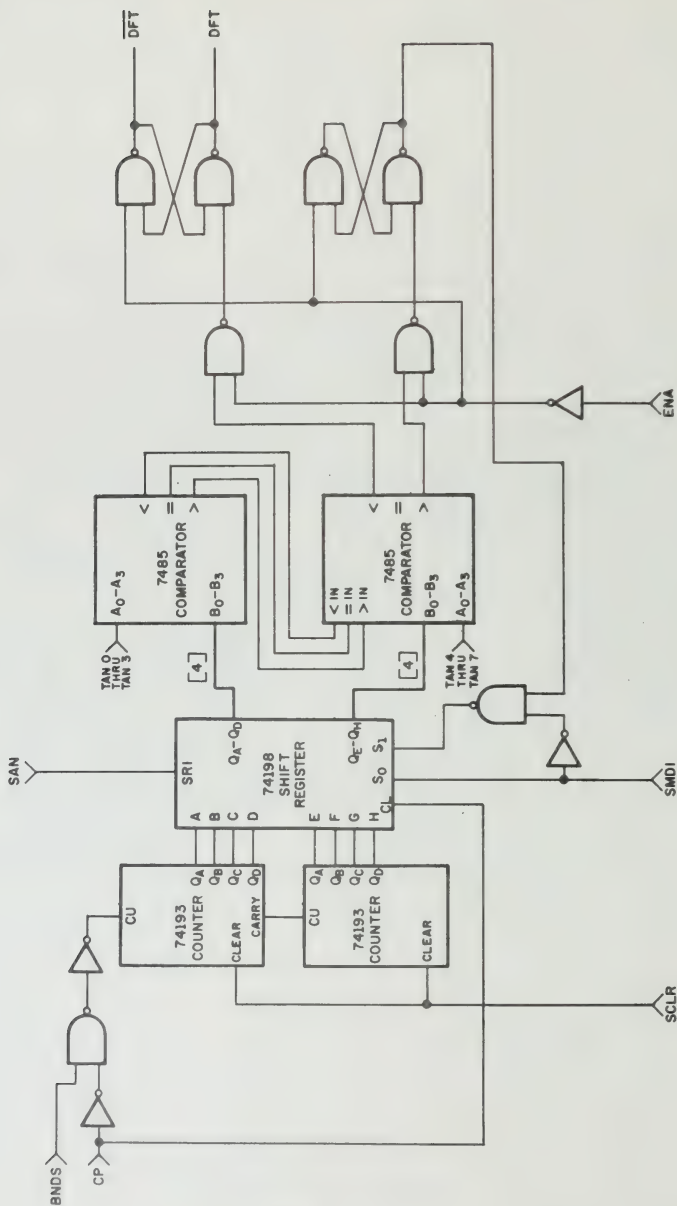 BNDS
CP
CU
74193
COUNTER
CLEAR
CARRY
QA
QB
QC
QD
CU
74193
COUNTER
CLEAR
QA
QB
QC
QD
SCLR
SAN
SRI
A
B
C
D
74198
SHIFT
REGISTER
E
F
G
H
QA-QD
QE-QH
S0
S1
CL
SMDI
[4]
[4]
TAN 0
THRU
TAN 3
A0-A3
7485
COMPARATOR
B0-B3
<
=
>
< IN
= IN
> IN
7485
COMPARATOR
B0-B3
A0-A3
<
=
>
TAN 4
THRU
TAN 7
ENA
DFT
DFT